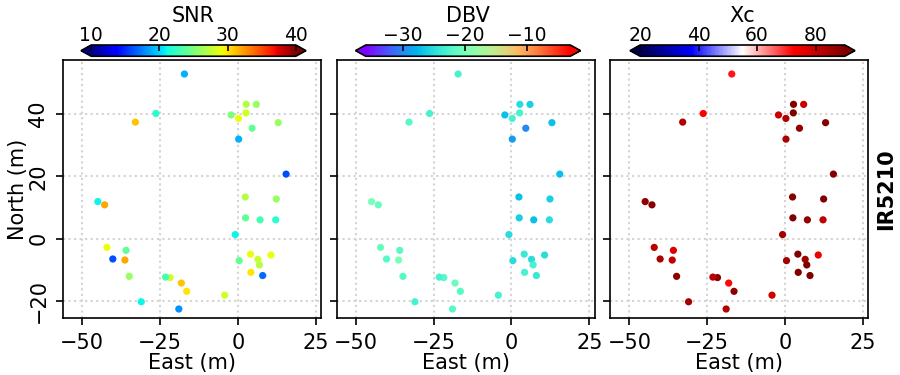 SNR DBV Xc
10 20 30 40 −30 −20 −10 20 40 60 80
North (m)
40
20
0
−20
IR5210
−50 −25 0 25 −50 −25 0 25 −50 −25 0 25
East (m) East (m) East (m)